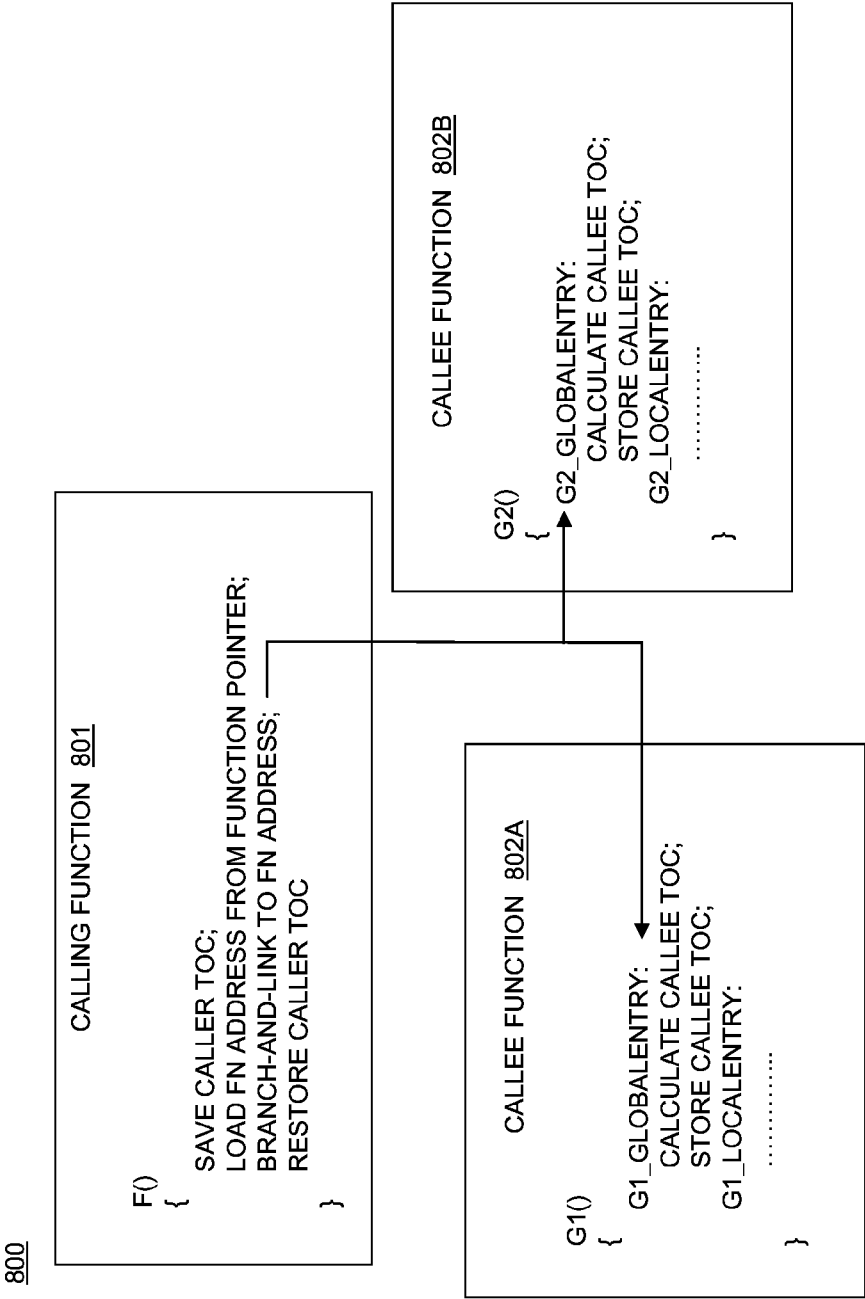 800
CALLING FUNCTION 801
F()
{
SAVE CALLER TOC;
LOAD FN ADDRESS FROM FUNCTION POINTER;
BRANCH-AND-LINK TO FN ADDRESS;
RESTORE CALLER TOC
}
CALLEE FUNCTION 802A
G1()
{
G1_GLOBALENTRY:
CALCULATE CALLEE TOC;
STORE CALLEE TOC;
G1_LOCALENTRY:
..............
}
CALLEE FUNCTION 802B
G2()
{
G2_GLOBALENTRY:
CALCULATE CALLEE TOC;
STORE CALLEE TOC;
G2_LOCALENTRY:
..............
}